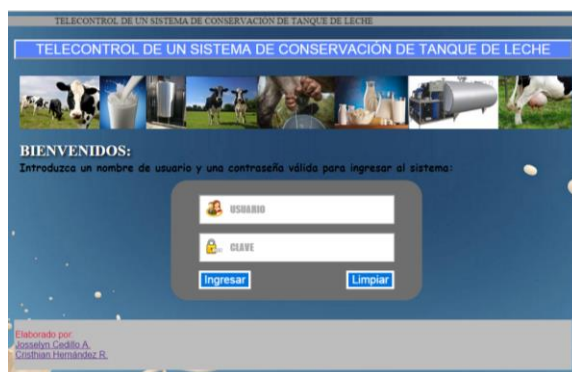 TELECONTROL DE UN SISTEMA DE CONSERVACION DE TANQUE DE LECHE
TELECONTROL DE UN SISTEMA DE CONSERVACIÓN DE TANQUE DE LECHE
BIENVENIDOS:
Introduzca un nombre de usuario y una contraseña válida para ingresar al sistema:
USUARIO
CLAVE
Ingresar Limpiar
Elaborado por:
Josselyn Cedillo A.
Cristhian Hernández R.